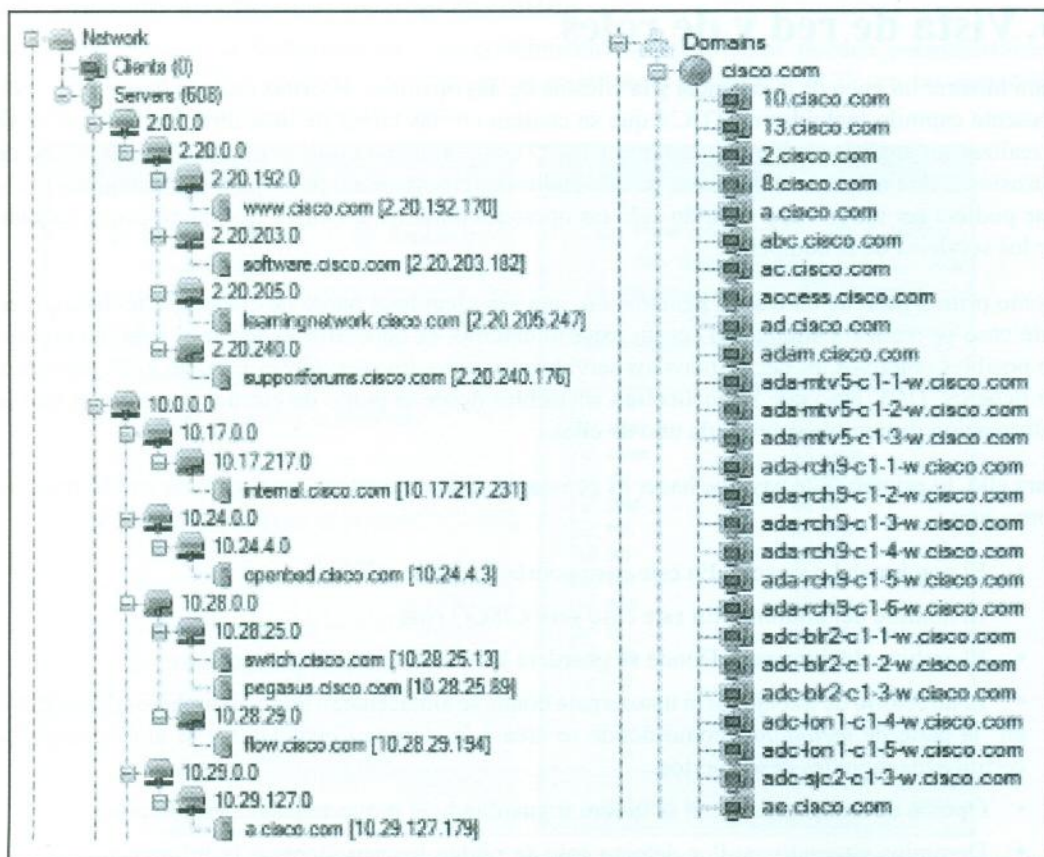 . Vista de red y de roles
Network
Clients (0)
Servers (608)
2.0.0.0
2.20.0.0
2.20.192.0
www.cisco.com [2.20.192.170]
2.20.203.0
software.cisco.com [2.20.203.182]
2.20.205.0
learningnetwork.cisco.com [2.20.205.247]
2.20.240.0
supportforums.cisco.com [2.20.240.176]
10.0.0.0
10.17.0.0
10.17.217.0
internal.cisco.com [10.17.217.231]
10.24.0.0
10.24.4.0
openbsd.cisco.com [10.24.4.3]
10.28.0.0
10.28.25.0
switch.cisco.com [10.28.25.13]
pegasus.cisco.com [10.28.25.89]
10.28.29.0
flow.cisco.com [10.28.29.194]
10.29.0.0
10.29.127.0
a.cisco.com [10.29.127.179]
Domains
cisco.com
10.cisco.com
13.cisco.com
2.cisco.com
8.cisco.com
a.cisco.com
abc.cisco.com
ac.cisco.com
access.cisco.com
ad.cisco.com
adam.cisco.com
ada-mtv5-c1-1-w.cisco.com
ada-mtv5-c1-2-w.cisco.com
ada-mtv5-c1-3-w.cisco.com
ada-rch9-c1-1-w.cisco.com
ada-rch9-c1-2-w.cisco.com
ada-rch9-c1-3-w.cisco.com
ada-rch9-c1-4-w.cisco.com
ada-rch9-c1-5-w.cisco.com
ada-rch9-c1-6-w.cisco.com
adc-blr2-c1-1-w.cisco.com
adc-blr2-c1-2-w.cisco.com
adc-blr2-c1-3-w.cisco.com
adc-lon1-c1-4-w.cisco.com
adc-lon1-c1-5-w.cisco.com
adc-sjc2-c1-3-w.cisco.com
ae.cisco.com